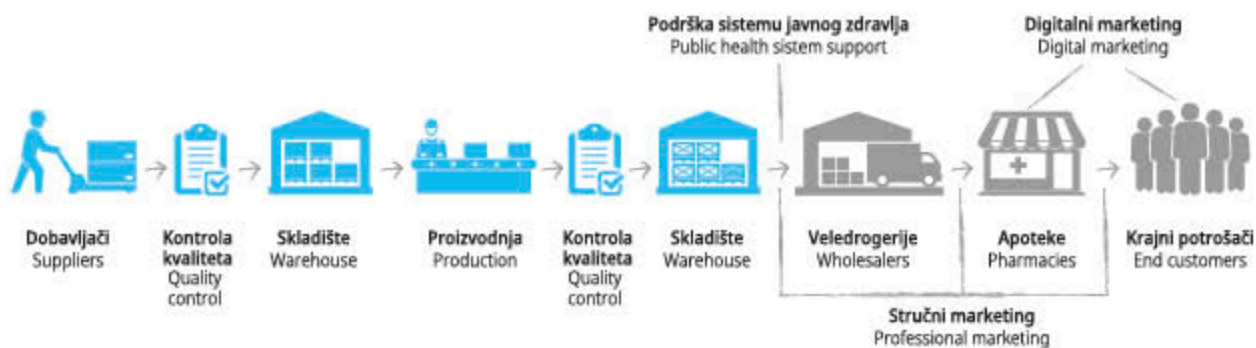 Podrška sistemu javnog zdravlja
Public health sistem support
Digitalni marketing
Digital marketing
Dobavljači
Suppliers
Kontrola
kvaliteta
Quality
control
Skladište
Warehouse
Proizvodnja
Production
Kontrola
kvaliteta
Quality
control
Skladište
Warehouse
Veledrogerije
Wholesalers
Apoteke
Pharmacies
Krajni potrošači
End customers
Stručni marketing
Professional marketing